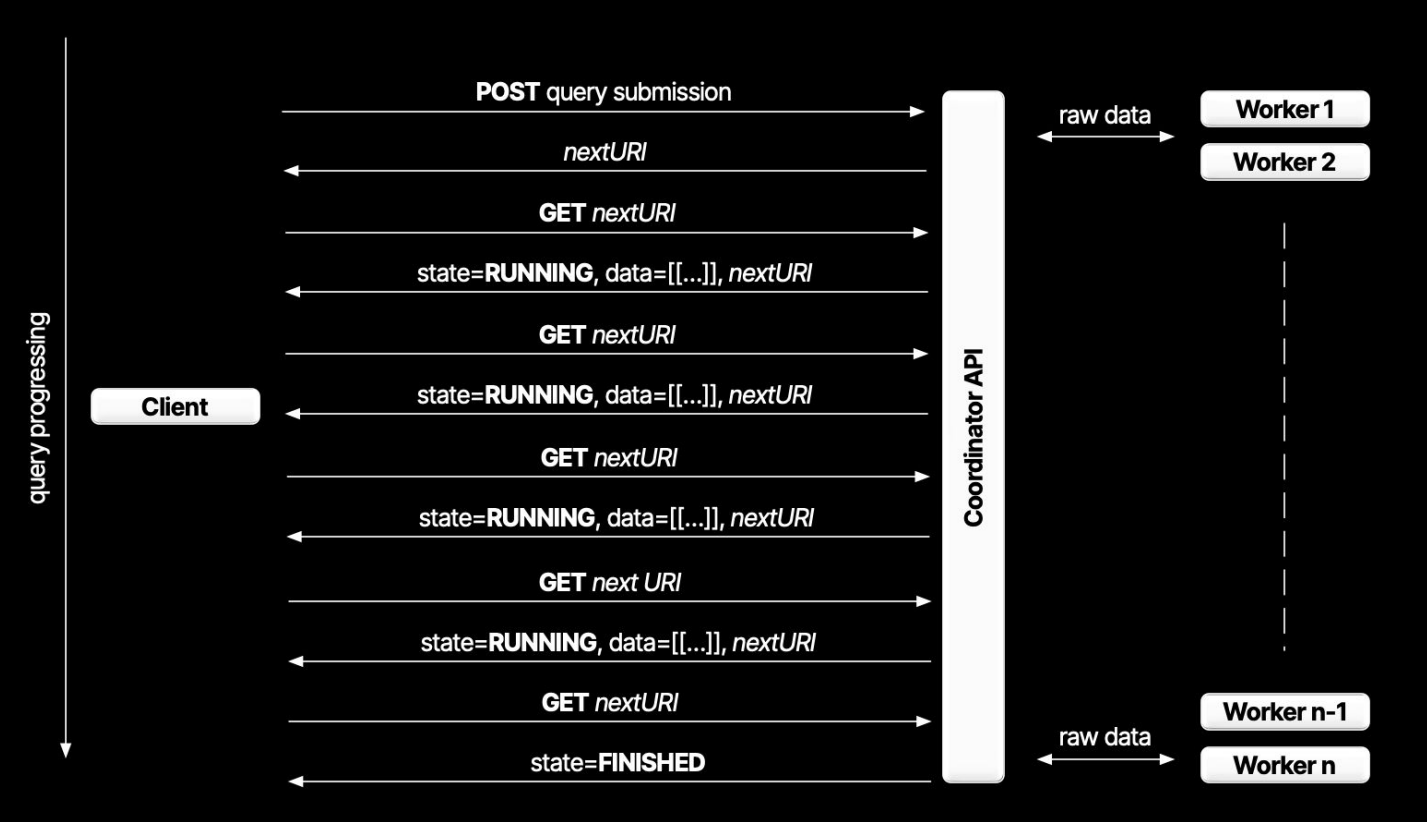 POST query submission
nextURI
GET nextURI
state=RUNNING, data=[[...]], nextURI
GET nextURI
state=RUNNING, data=[[...]], nextURI
GET nextURI
state=RUNNING, data=[[...]], nextURI
GET next URI
state=RUNNING, data=[[...]], nextURI
GET nextURI
state=FINISHED
query progressing
Client
Coordinator API
raw data
Worker 1
Worker 2
raw data
Worker n-1
Worker n